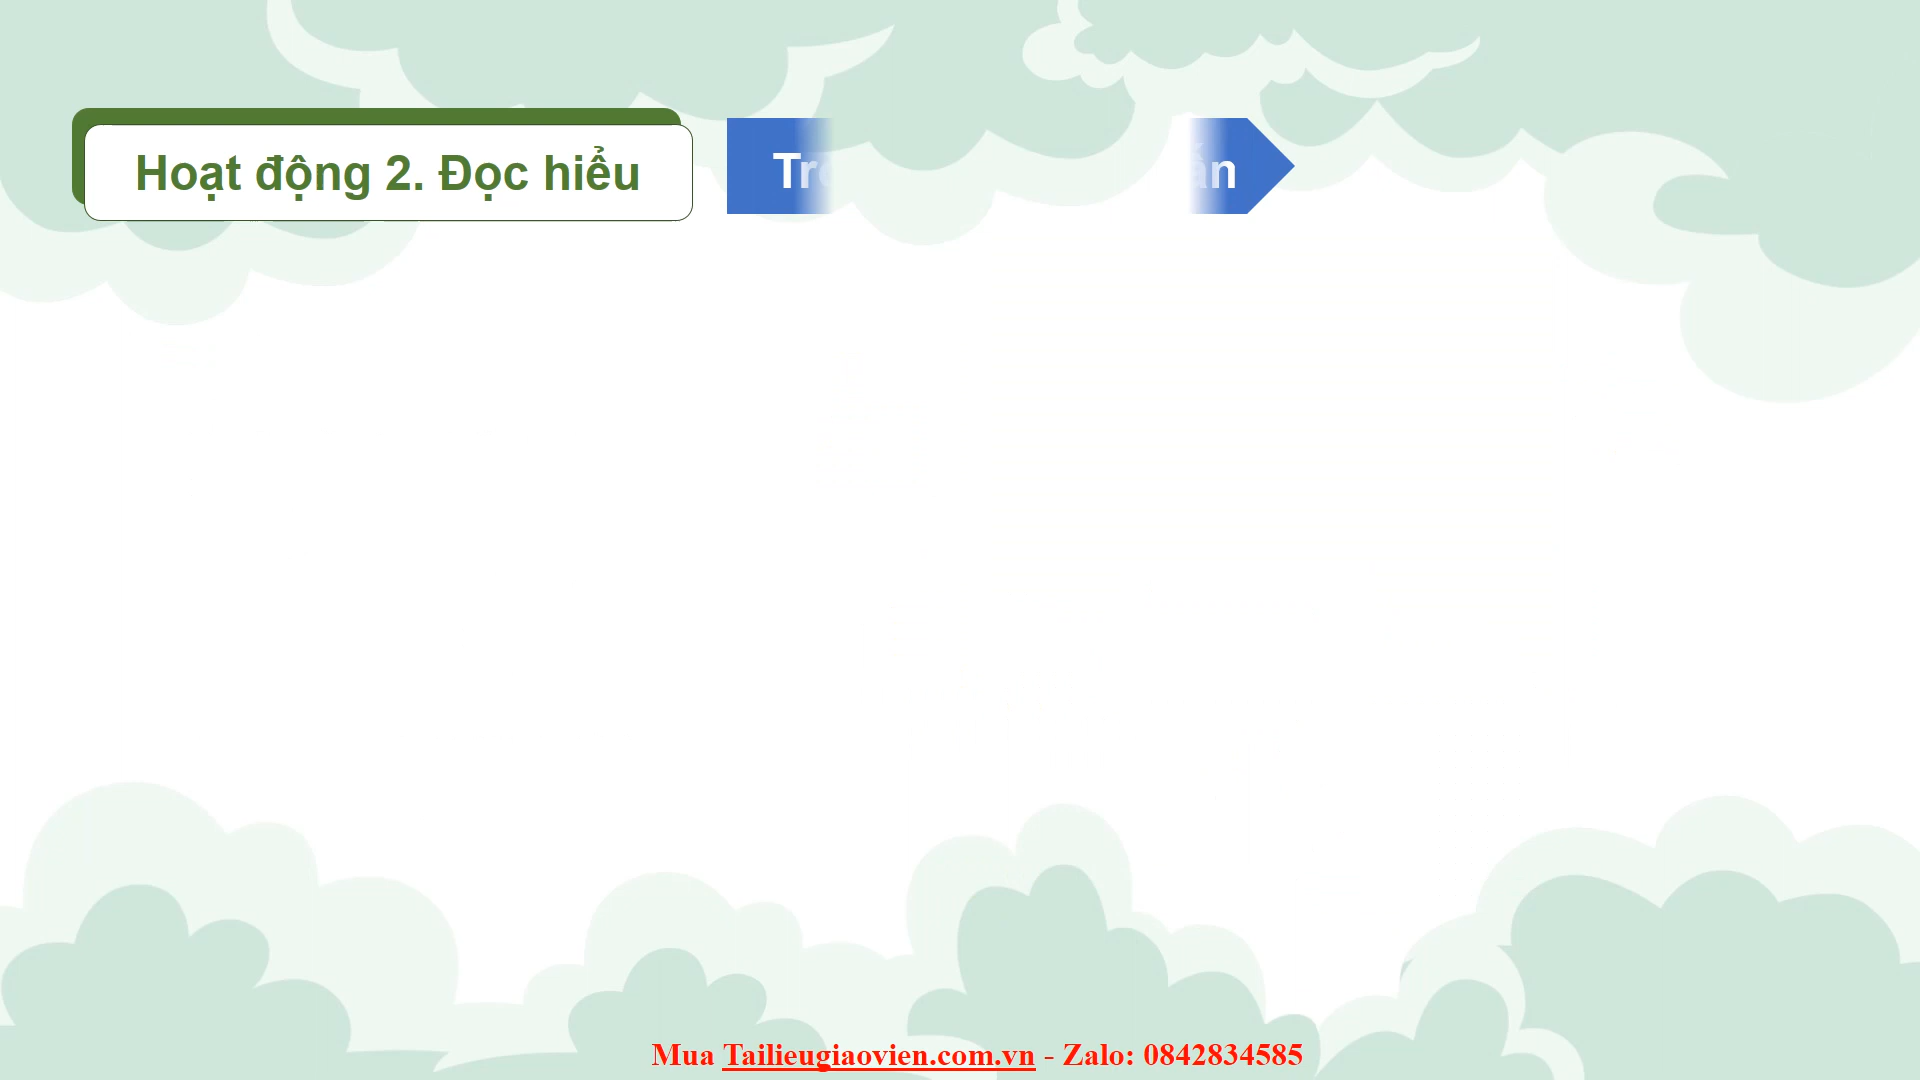 Hoạt động 2. Đọc hiểu
Mua Tailieugiaovien.com.vn - Zalo: 0842834585